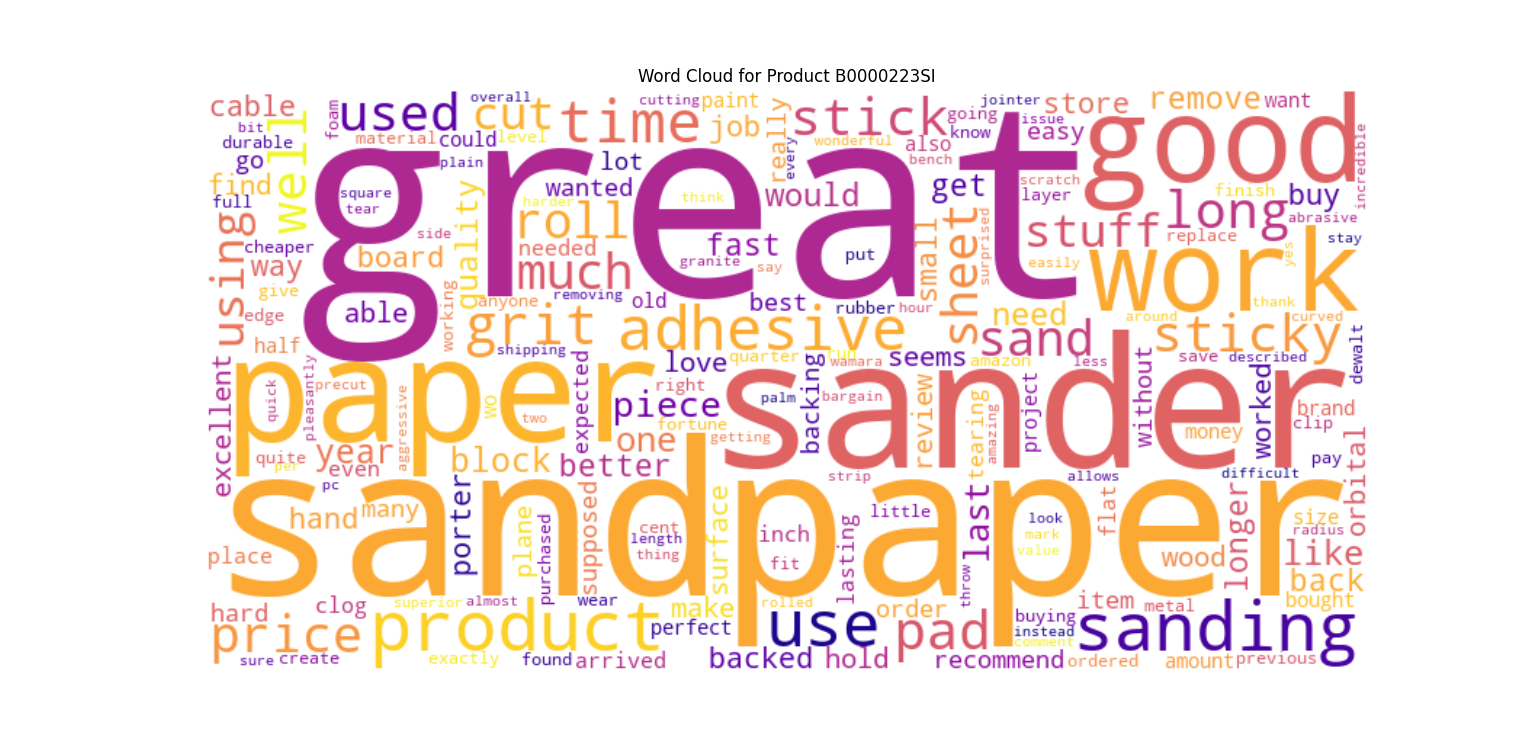 Word Cloud for Product B0000223SI
cable
used
overall
cut
time
cutting
paint
job
really
stick
going
jointer
issue
store
remove
want
bit
durable
go
well
foam
material
could
level
lot
every
wonderful
also
know
bench
easy
good
incredible
find
full
square
tear
great
plain
wanted
harder
think
would
get
scratch
layer
finish
buy
abrasive
using
cheaper
way
give
edge
half
side
board
quality
roll
needed
much
fast
granite
say
put
small
surprised
sheet
stuff
long
replace
easily
work
yes
stay
thank
able
working
anyone
removing
old
best
rubber
hour
need
around
curved
grit
adhesive
sand
sticky
shipping
love
quarter
run
wamara
seems
amazon
less
save
described
dewalt
excellent
paper
quick
pleasantly
precut
aggressive
wo
two
expected
right
piece
fortune
palm
bargain
backing
sander
review
tearing
amazing
project
without
worked
money
brand
clip
quite
per
year
even
pc
block
better
one
getting
strip
allows
difficult
pay
orbital
sandpaper
hand
many
porter
plane
purchased
supposed
cent
length
thing
surface
inch
fit
lasting
little
last
throw
look
mark
value
flat
wood
longer
size
radius
like
back
place
hard
clog
price
superior
almost
wear
product
make
perfect
rolled
use
order
pad
buying
instead
comment
item
metal
bought
sanding
sure
create
exactly
found
arrived
backed
hold
recommend
ordered
amount
previous